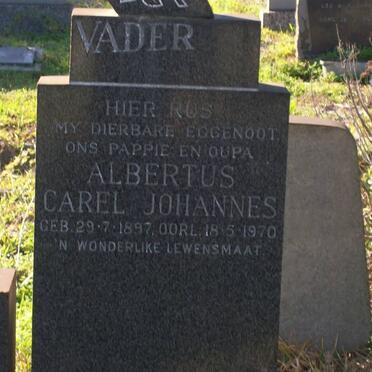 VADER
HIER RUS
MY DIERBARE EGGENOOT
ONS PAPPIE EN OUPA
ALBERTUS
CAREL JOHANNES
GEB. 29·7·1897, OORL. 18·5·1970
'N WONDERLIKE LEWENSMAAT